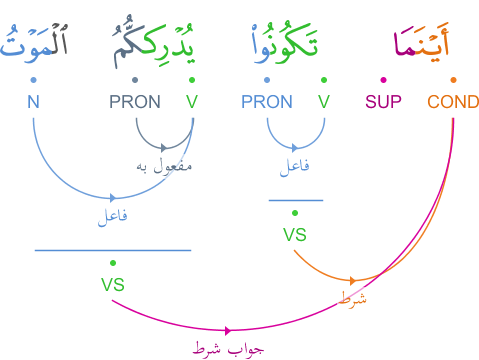 أَيْنَمَا تَكُونُوا۟ يُدْرِككُّمُ ٱلْمَوْتُ
COND SUP V PRON V PRON N
فاعل مفعول به
فاعل
VS
VS
شرط
جواب شرط